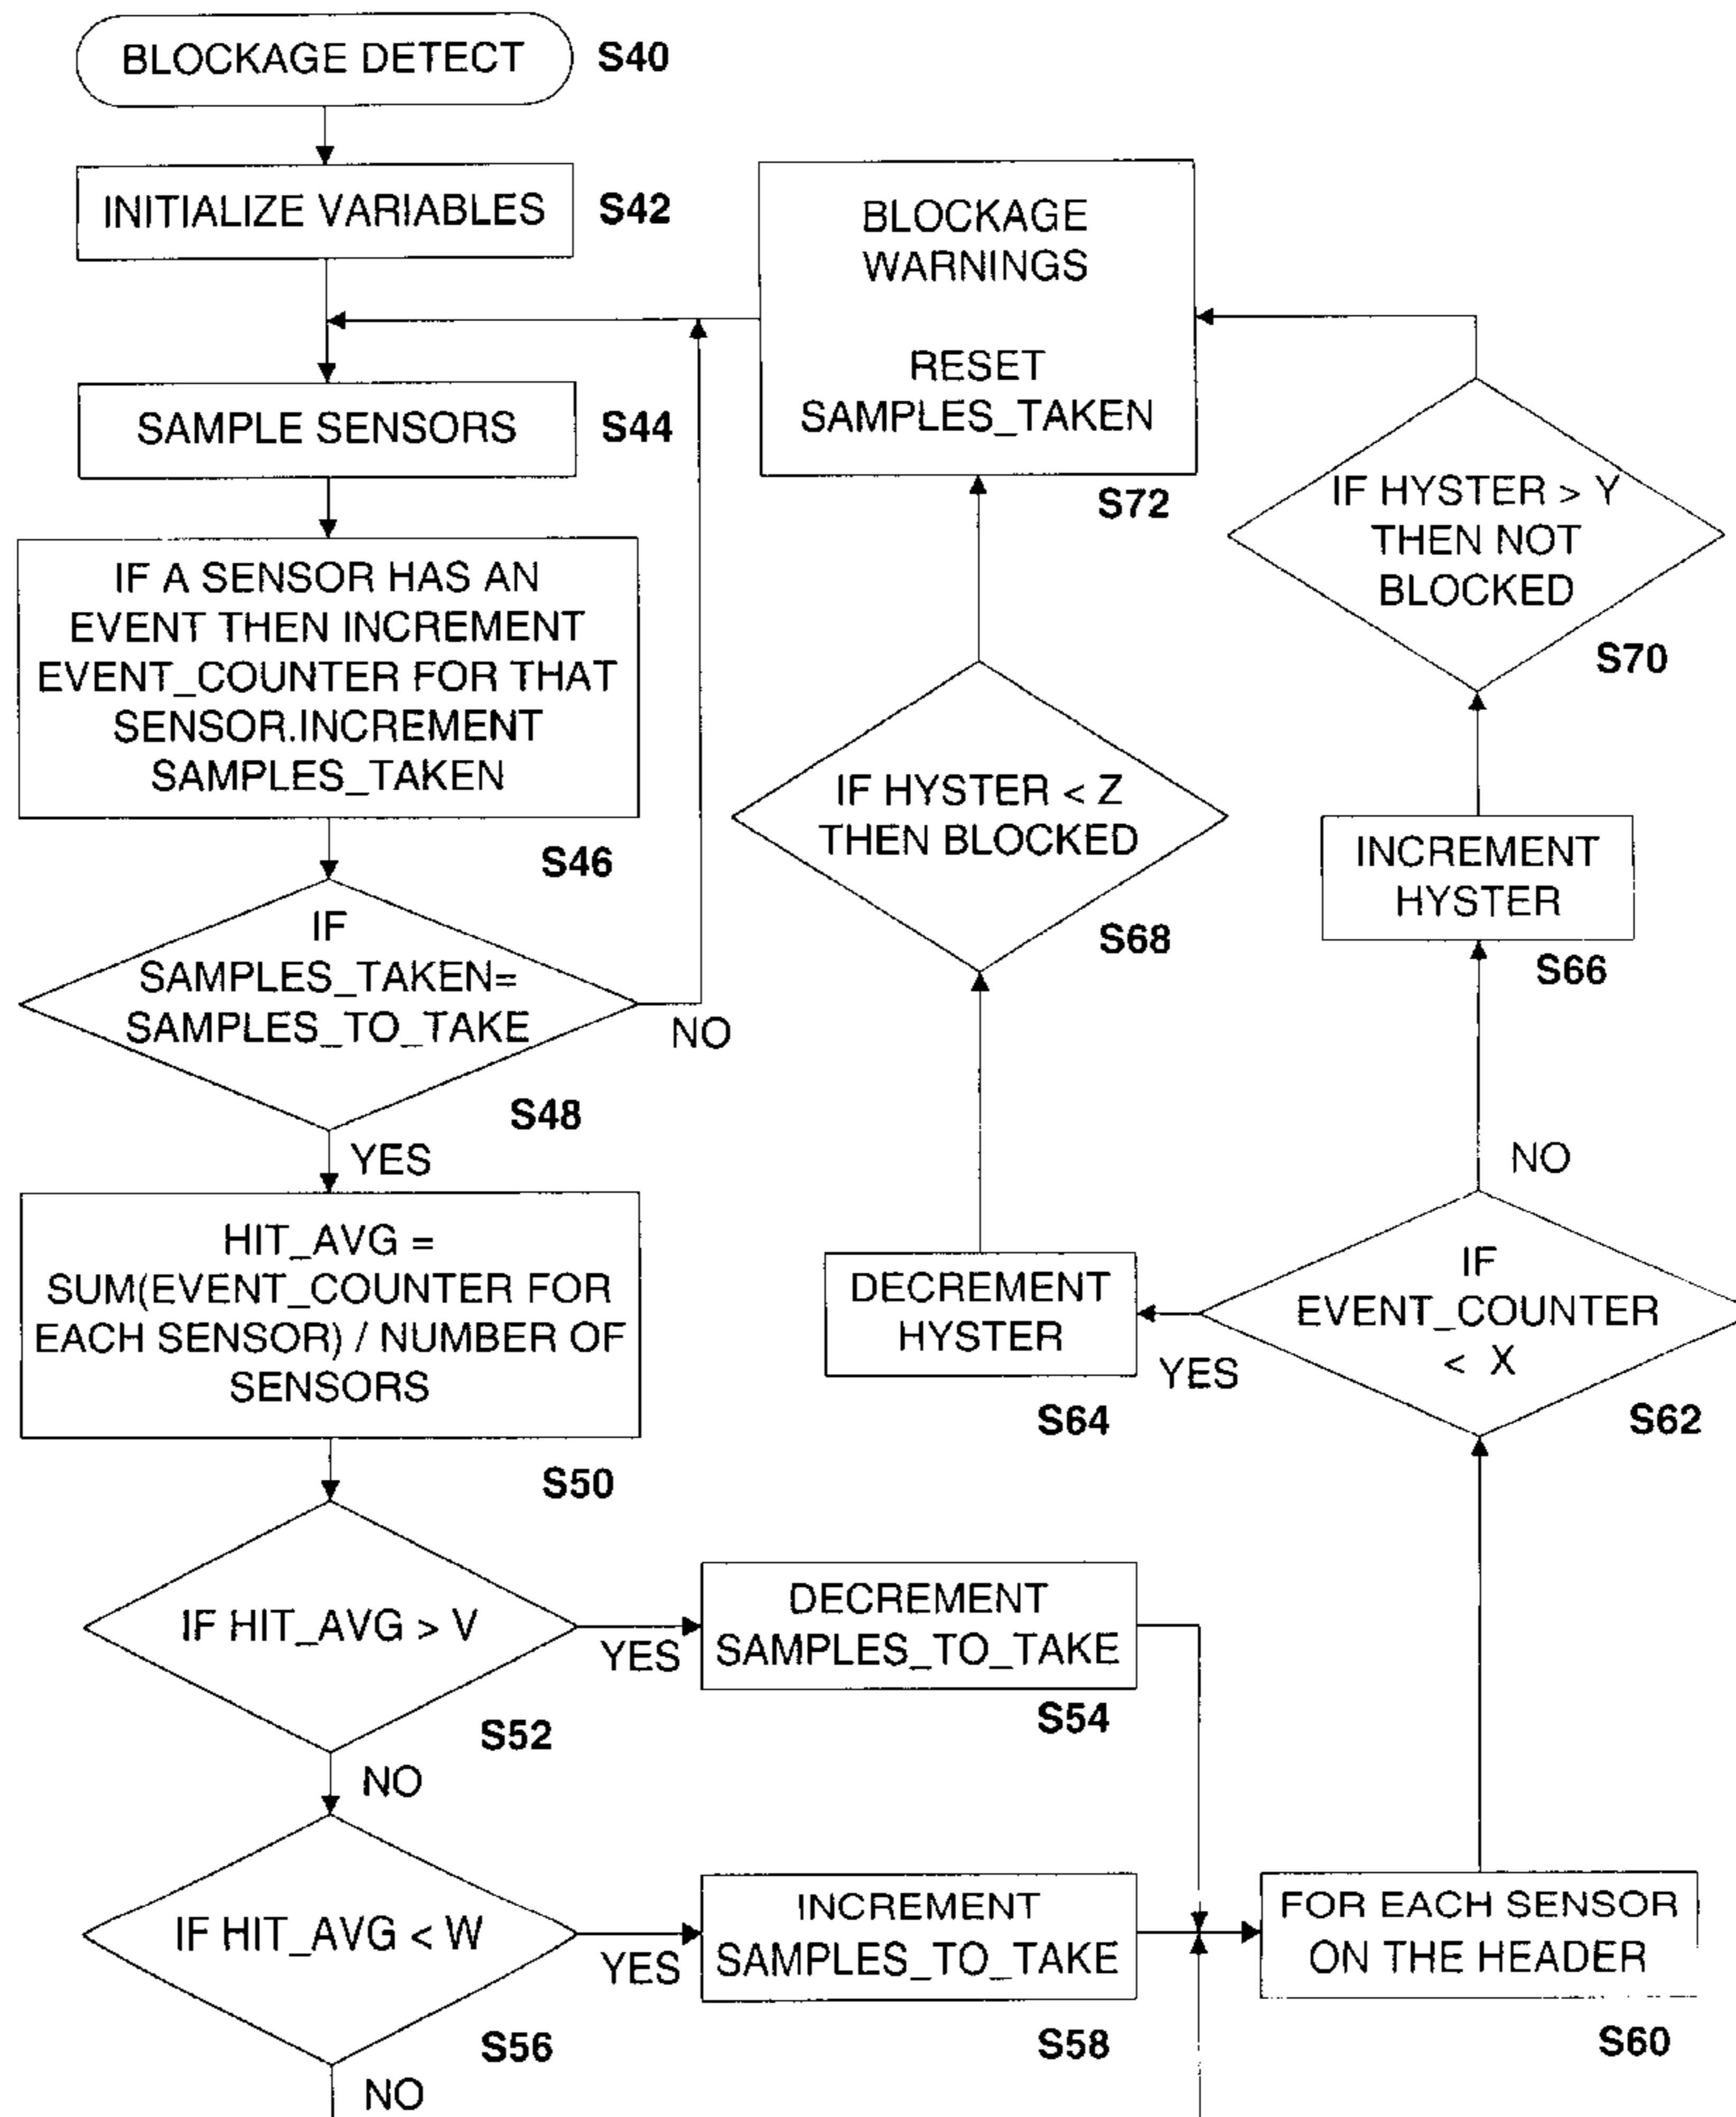 BLOCKAGE DETECT
S40
INITIALIZE VARIABLES
S42
SAMPLE SENSORS
S44
IF A SENSOR HAS AN
EVENT THEN INCREMENT
EVENT_COUNTER FOR THAT
SENSOR.INCREMENT
SAMPLES_TAKEN
S46
IF
SAMPLES_TAKEN=
SAMPLES_TO_TAKE
NO
S48
YES
HIT_AVG =
SUM(EVENT_COUNTER FOR
EACH SENSOR) / NUMBER OF
SENSORS
S50
IF HIT_AVG > V
YES
S52
NO
DECREMENT
SAMPLES_TO_TAKE
S54
IF HIT_AVG < W
YES
S56
NO
INCREMENT
SAMPLES_TO_TAKE
S58
FOR EACH SENSOR
ON THE HEADER
S60
IF
EVENT_COUNTER
< X
S62
YES
NO
DECREMENT
HYSTER
S64
INCREMENT
HYSTER
S66
IF HYSTER < Z
THEN BLOCKED
S68
IF HYSTER > Y
THEN NOT
BLOCKED
S70
BLOCKAGE
WARNINGS
RESET
SAMPLES_TAKEN
S72